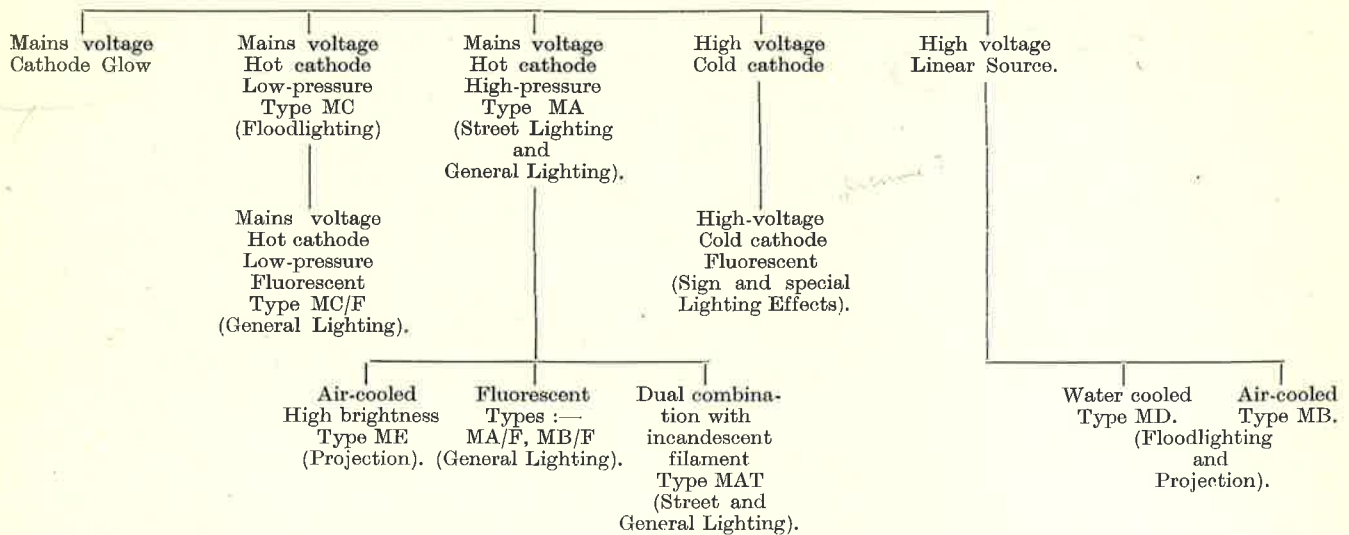 Mains voltage
Cathode Glow
Mains voltage
Hot cathode
Low-pressure
Type MC
(Floodlighting)
Mains voltage
Hot cathode
High-pressure
Type MA
(Street Lighting
and
General Lighting).
High voltage
Cold cathode
High voltage
Linear Source.
Mains voltage
Hot cathode
Low-pressure
Fluorescent
Type MC/F
(General Lighting).
High-voltage
Cold cathode
Fluorescent
(Sign and special
Lighting Effects).
Air-cooled
High brightness
Type ME
(Projection).
Fluorescent
Types :—
MA/F, MB/F
(General Lighting).
Dual combina-
tion with
incandescent
filament
Type MAT
(Street and
General Lighting).
Water cooled
Type MD.
Air-cooled
Type MB.
(Floodlighting
and
Projection).